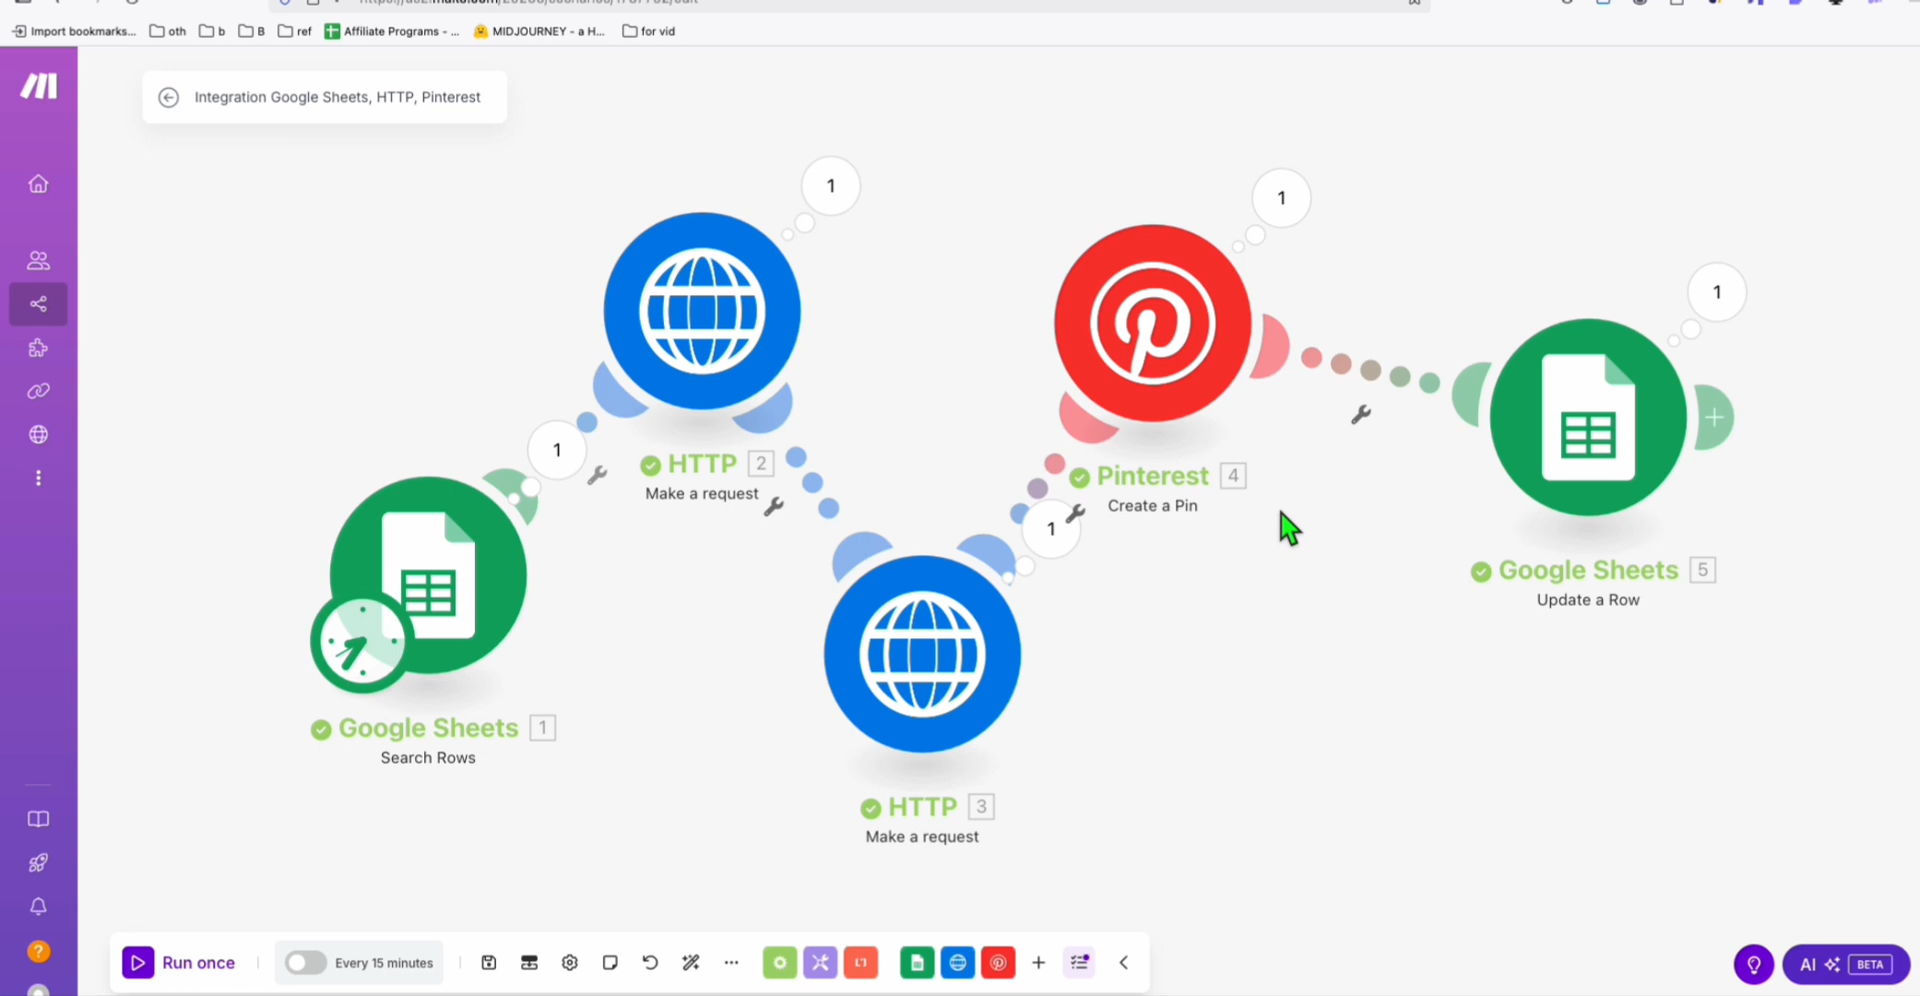 Import bookmarks...
oth
b
B
ref
Affiliate Programs - ...
MIDJOURNEY - a H...
for vid
Integration Google Sheets, HTTP, Pinterest
1
1
1
1
1
HTTP 2
Make a request
Pinterest 4
Create a Pin
Google Sheets 5
Update a Row
Google Sheets 1
Search Rows
HTTP 3
Make a request
Run once
Every 15 minutes
AI BETA
?